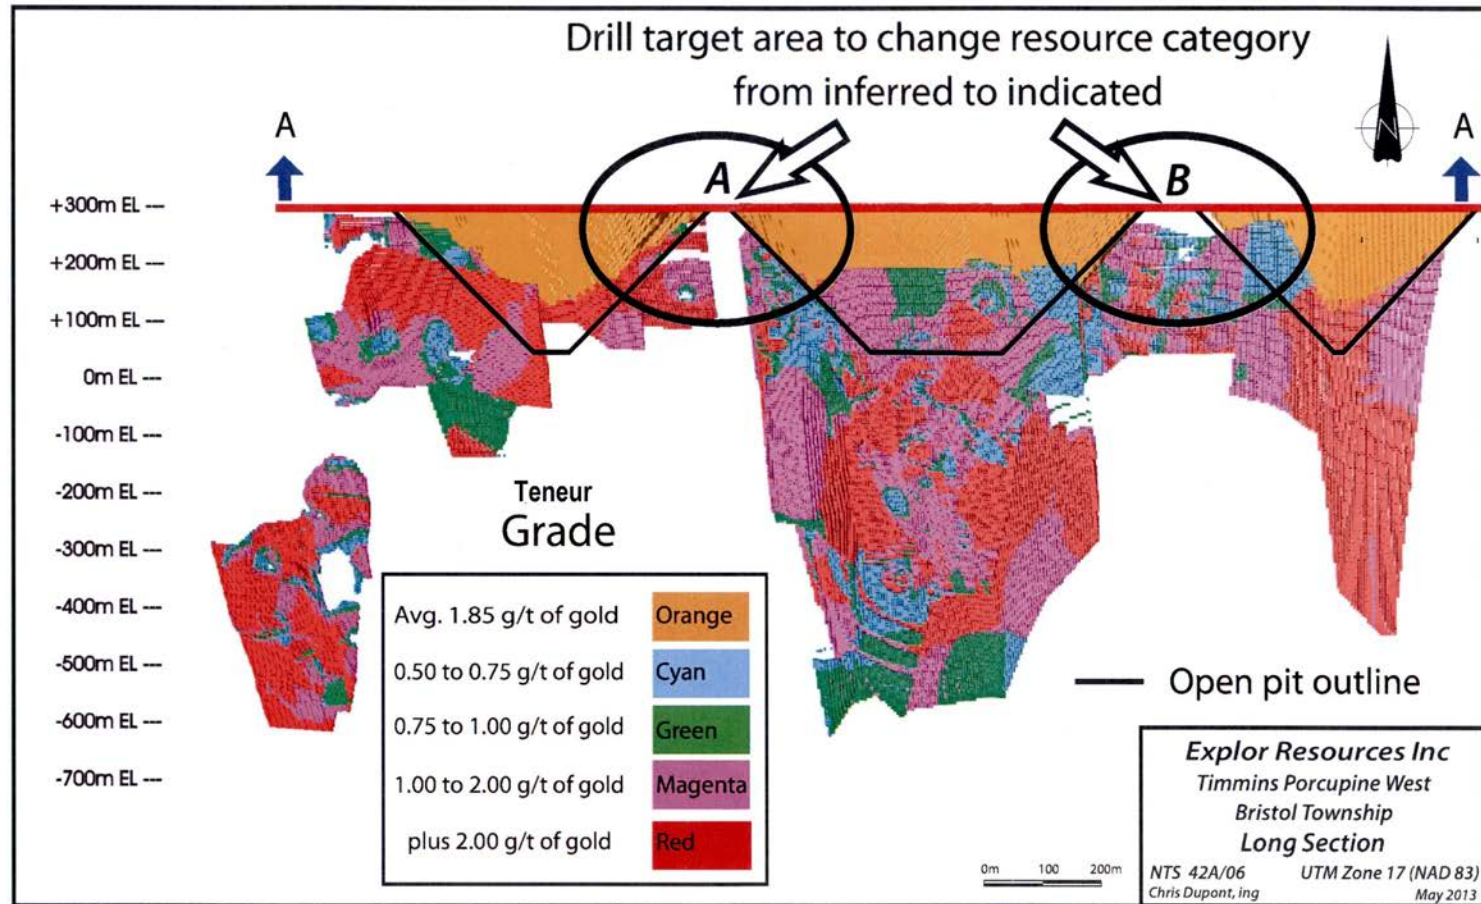 Drill target area to change resource category
from inferred to indicated
A
A
A
B
N
+300m EL ---
+200m EL ---
+100m EL ---
0m EL ---
-100m EL ---
-200m EL ---
-300m EL ---
-400m EL ---
-500m EL ---
-600m EL ---
-700m EL ---
Teneur
Grade
Avg. 1.85 g/t of gold Orange
0.50 to 0.75 g/t of gold Cyan
0.75 to 1.00 g/t of gold Green
1.00 to 2.00 g/t of gold Magenta
plus 2.00 g/t of gold Red
Open pit outline
0m 100 200m
Explor Resources Inc
Timmins Porcupine West
Bristol Township
Long Section
NTS 42A/06 UTM Zone 17 (NAD 83)
Chris Dupont, ing May 2013